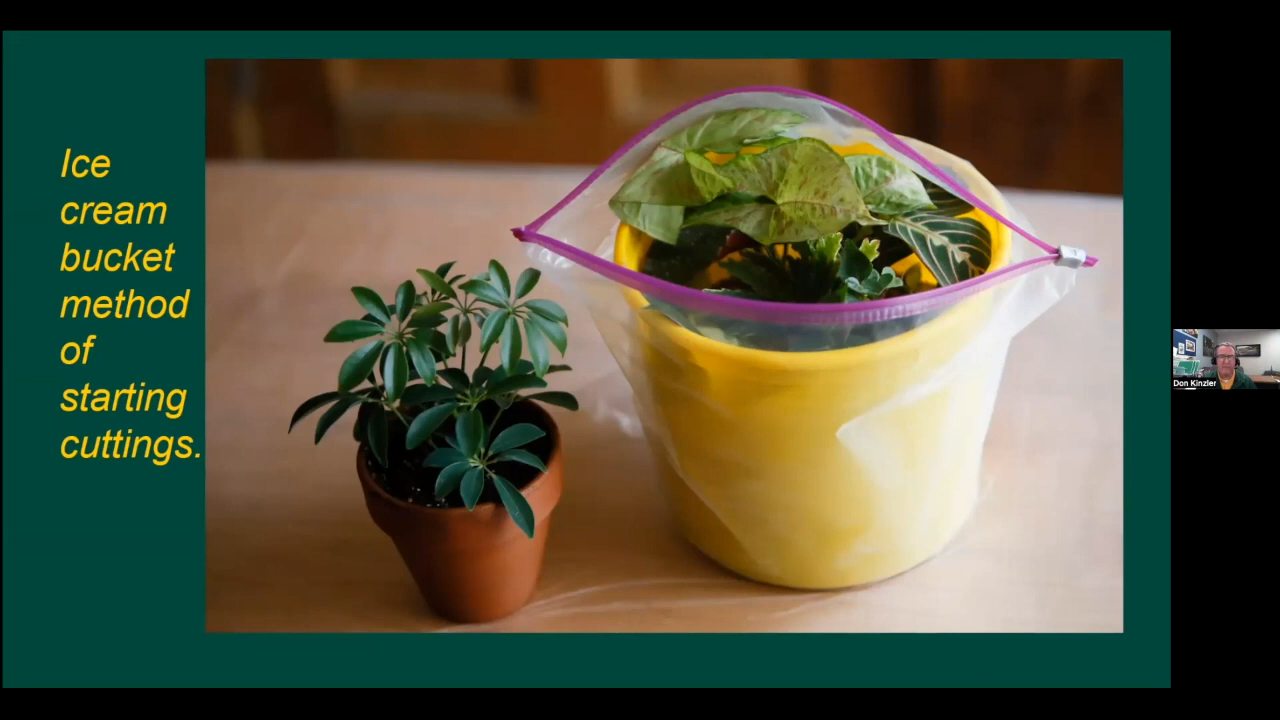 Ice
cream
bucket
method
of
starting
cuttings.
Don Kinzler